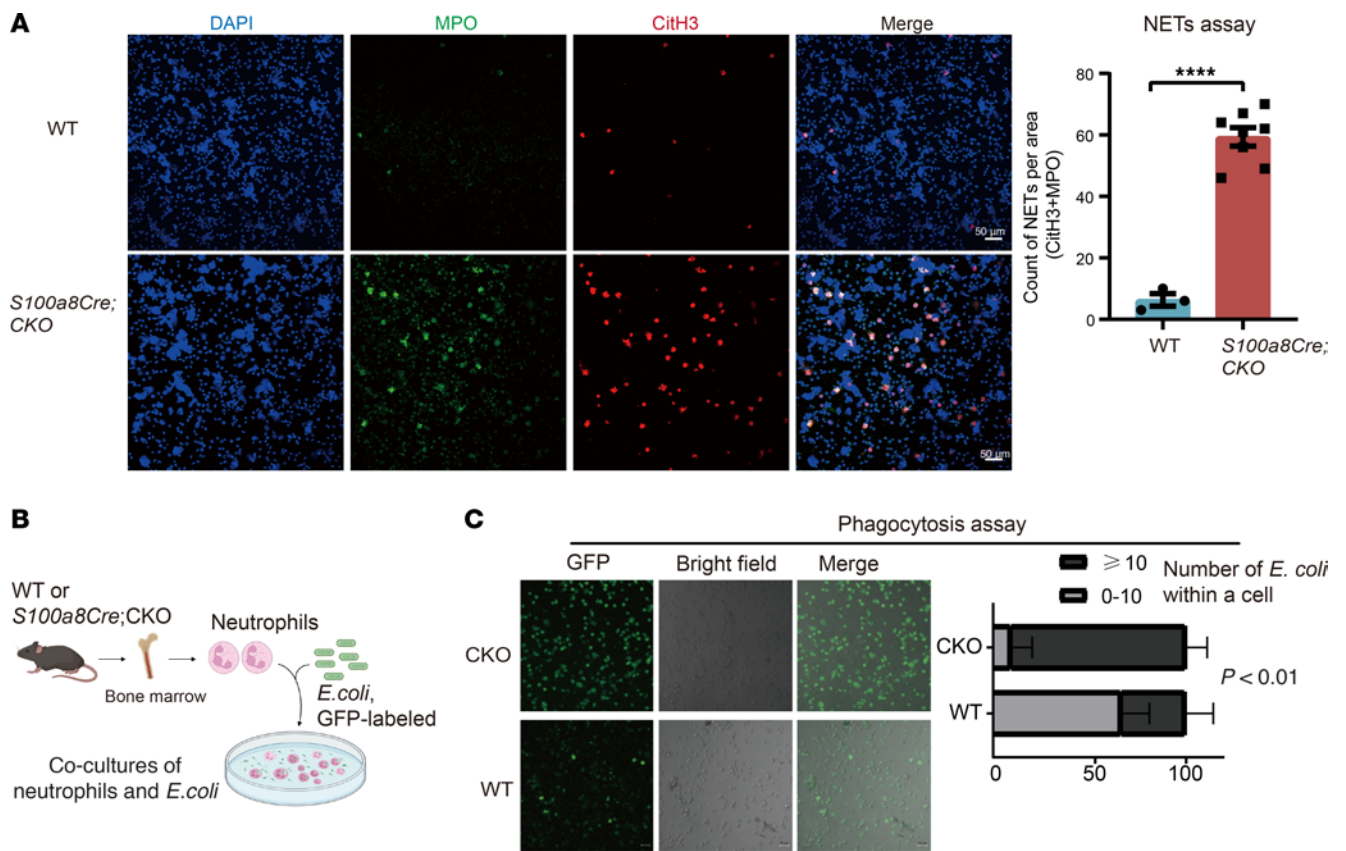 A
DAPI
MPO
CitH3
Merge
WT
50 µm
S100a8Cre;
CKO
50 µm
NETs assay
Count of NETs per area
(CitH3+MPO)
80
60
40
20
0
****
WT
S100a8Cre;
CKO
B
WT or
S100a8Cre;CKO
Bone marrow
Neutrophils
E.coli,
GFP-labeled
Co-cultures of
neutrophils and E.coli
C
Phagocytosis assay
GFP
Bright field
Merge
CKO
WT
≥ 10
0-10
Number of E. coli
within a cell
CKO
WT
P < 0.01
0
50
100